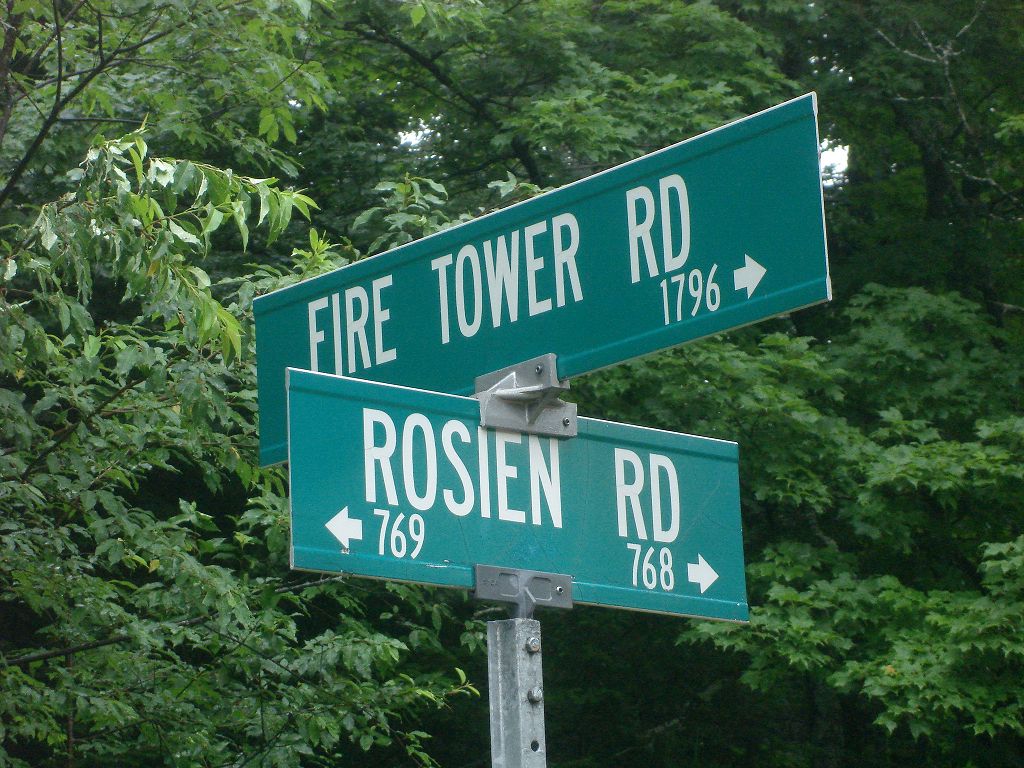 FIRE TOWER RD
1796 →
ROSIEN RD
← 769 768 →